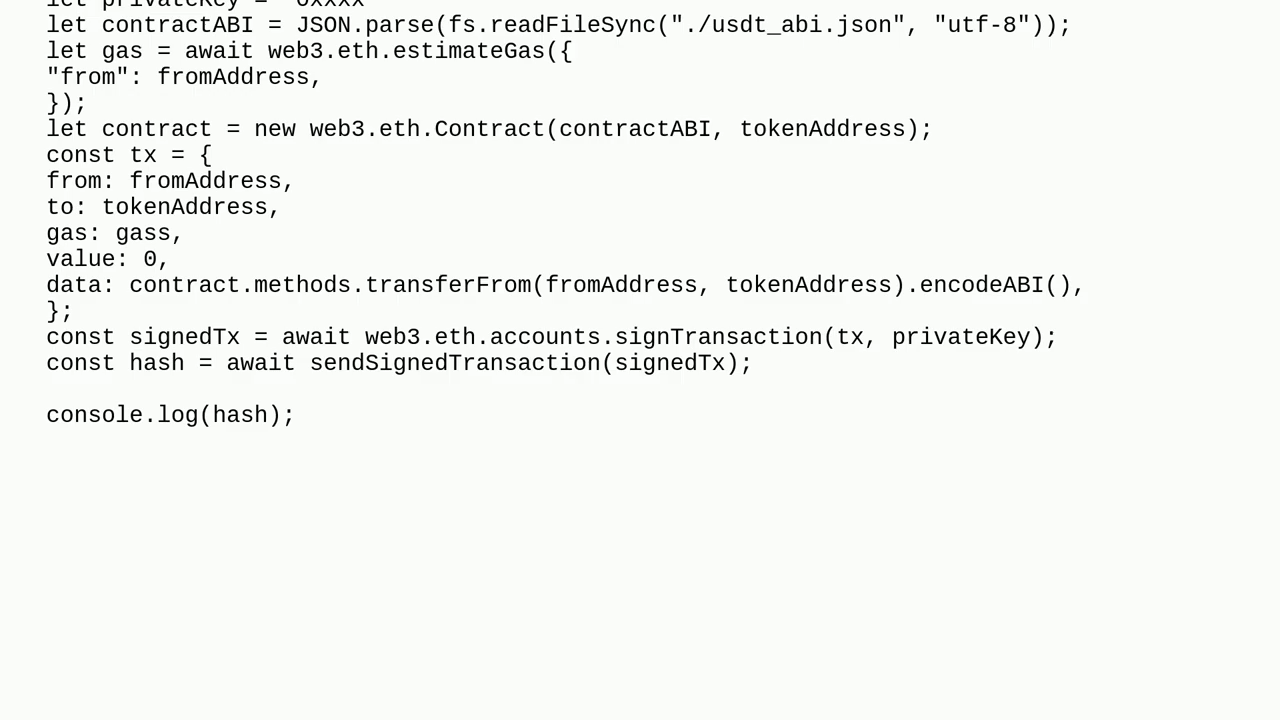 let privateKey = "0xxxx"
let contractABI = JSON.parse(fs.readFileSync("./usdt_abi.json", "utf-8"));
let gas = await web3.eth.estimateGas({
"from": fromAddress,
});
let contract = new web3.eth.Contract(contractABI, tokenAddress);
const tx = {
from: fromAddress,
to: tokenAddress,
gas: gass,
value: 0,
data: contract.methods.transferFrom(fromAddress, tokenAddress).encodeABI(),
};
const signedTx = await web3.eth.accounts.signTransaction(tx, privateKey);
const hash = await sendSignedTransaction(signedTx);
console.log(hash);